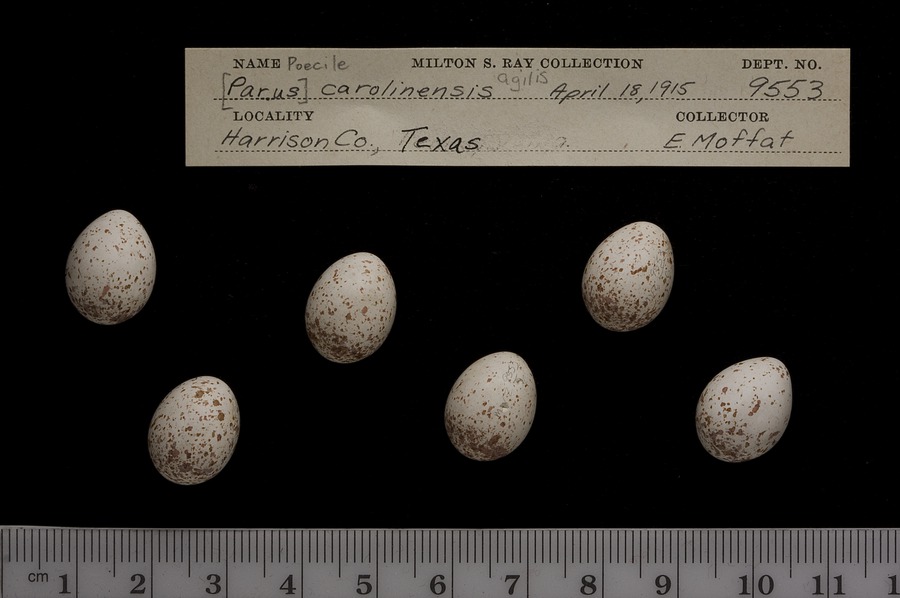 NAME Poecile MILTON S. RAY COLLECTION DEPT. NO.
[Parus] carolinensis agilis April 18, 1915 9553
LOCALITY COLLECTOR
Harrison Co., Texas E. Moffat
cm 1 2 3 4 5 6 7 8 9 10 11 1